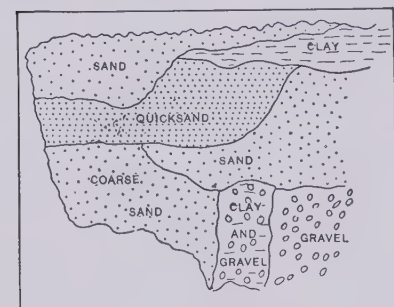 CLAY
SAND
QUICKSAND
SAND
COARSE
SAND
CLAY
AND
GRAVEL
GRAVEL